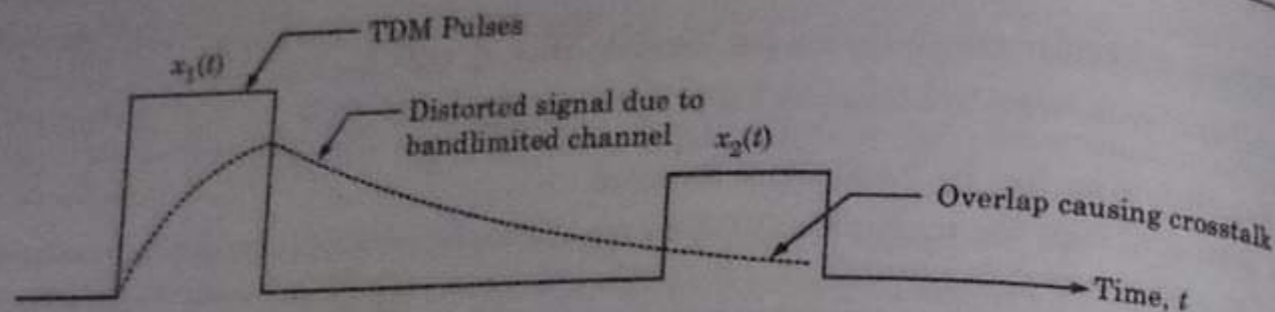 TDM Pulses
x₁(t)
Distorted signal due to
bandlimited channel
x₂(t)
Overlap causing crosstalk
Time, t